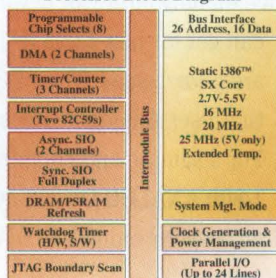 Programmable
Chip Selects (8)
DMA (2 Channels)
Timer/Counter
(3 Channels)
Interrupt Controller
(Two 82C59s)
Async. SIO
(2 Channels)
Sync. SIO
Full Duplex
DRAM/PSRAM
Refresh
Watchdog Timer
(H/W, S/W)
JTAG Boundary Scan
Intermodule Bus
Bus Interface
26 Address, 16 Data
Static i386™
SX Core
2.7V-5.5V
16 MHz
20 MHz
25 MHz (5V only)
Extended Temp.
System Mgt. Mode
Clock Generation &
Power Management
Parallel I/O
(Up to 24 Lines)